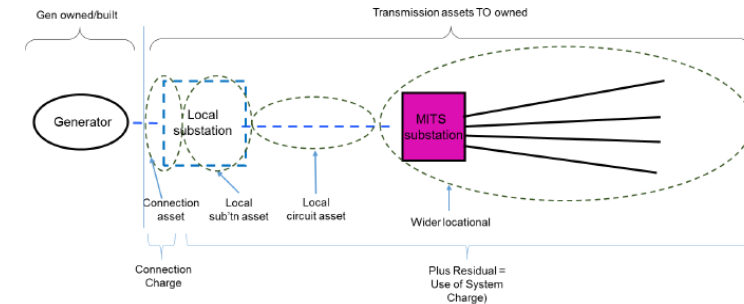 Gen owned/built
Transmission assets TO owned
Generator
Local
substation
MITS
substation
Connection
asset
Local
sub'tn asset
Local
circuit asset
Wider locational
Connection
Charge
Plus Residual =
Use of System
Charge)